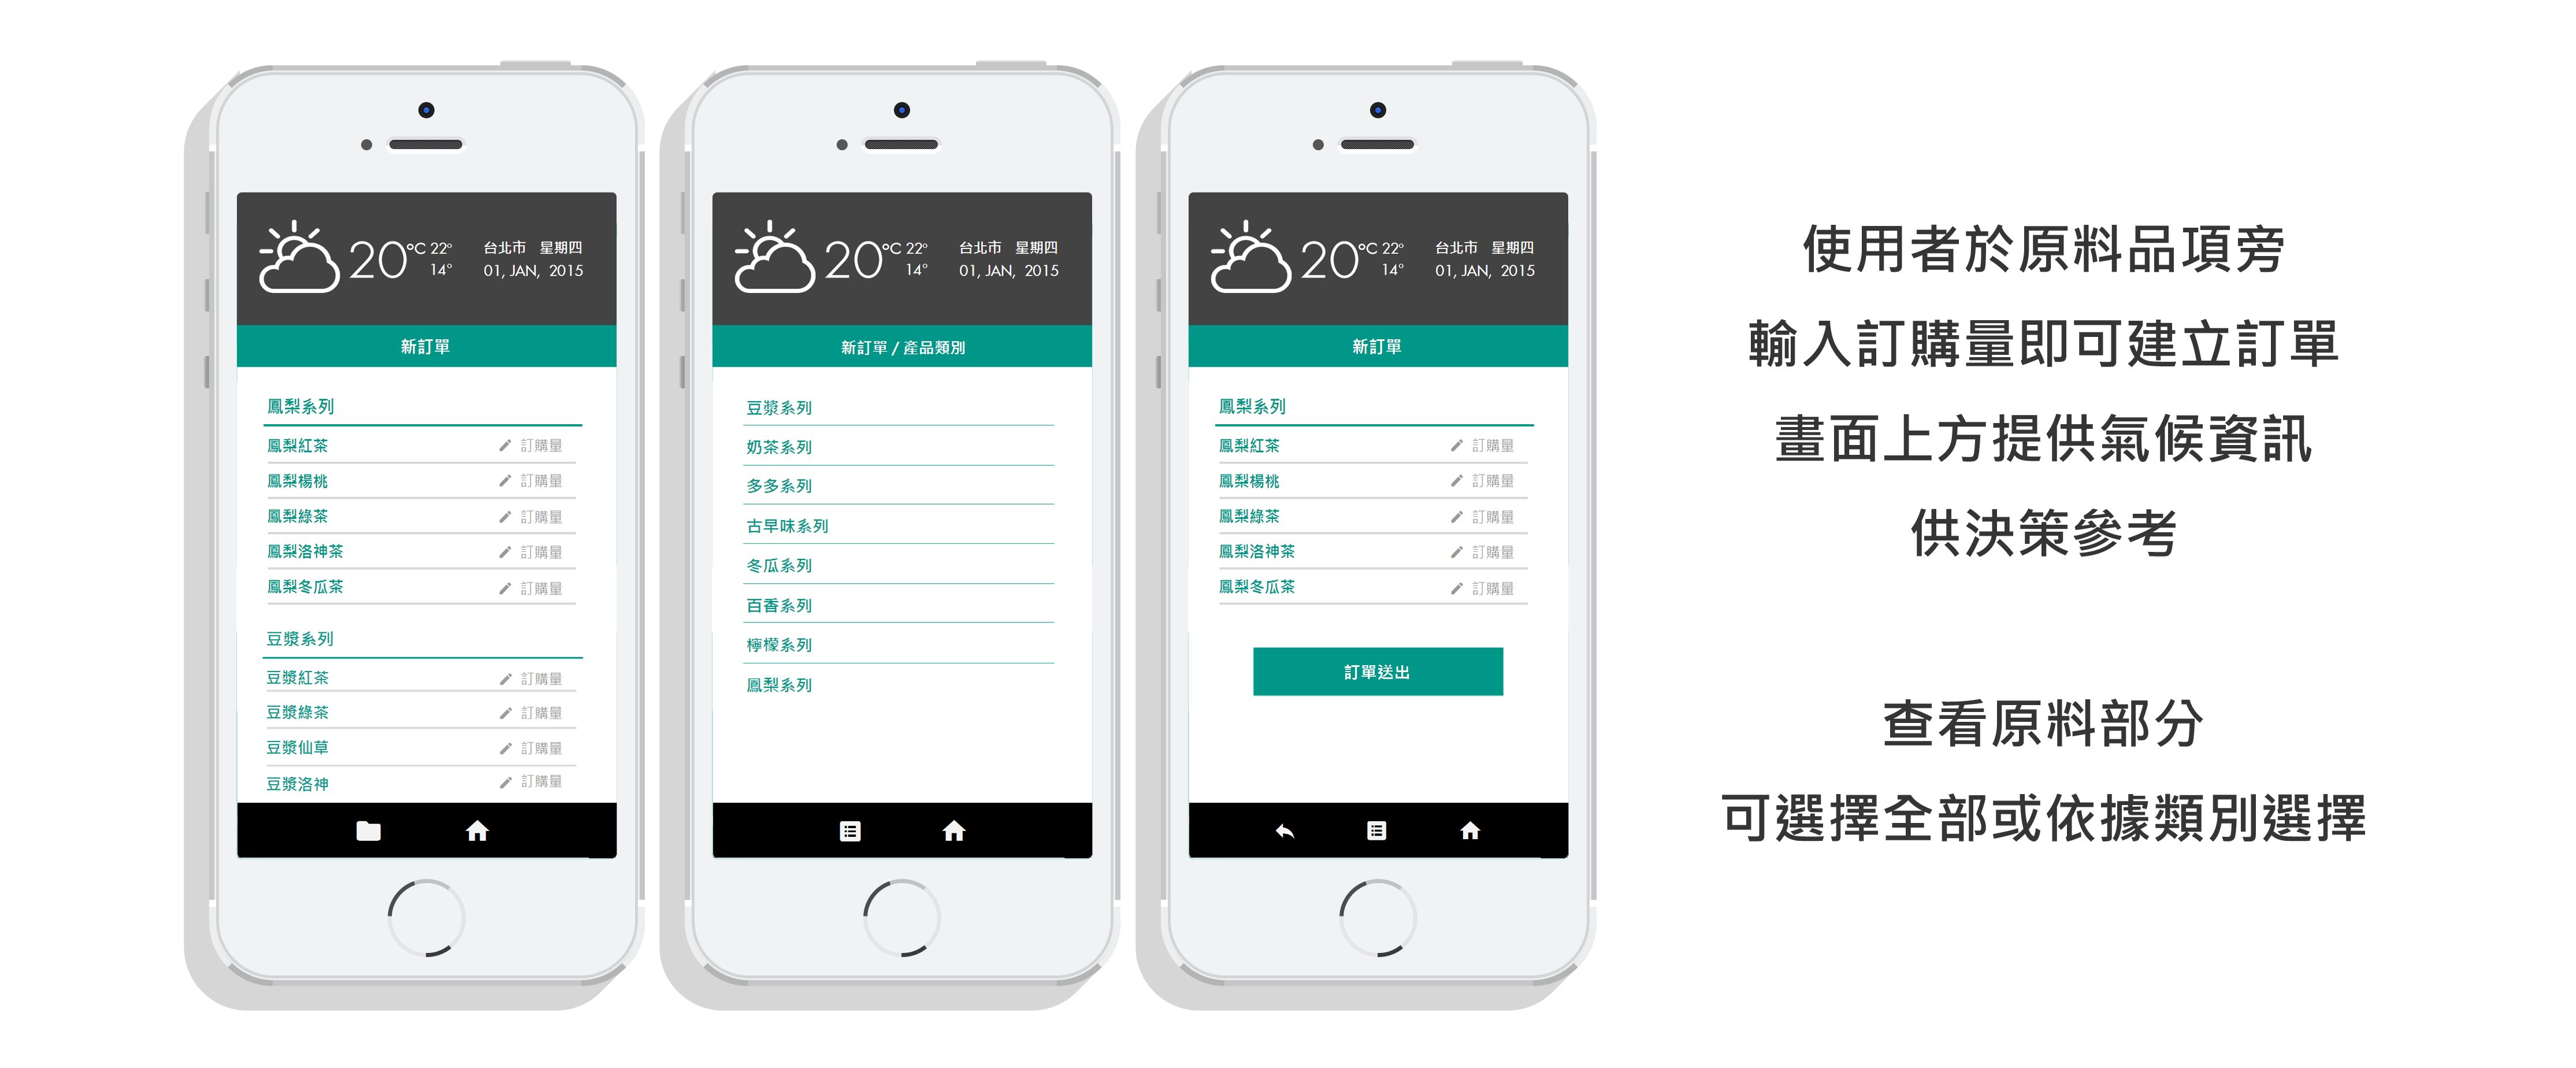 20°C 22°
14°
台北市 星期四
01, JAN, 2015
新訂單
鳳梨系列
鳳梨紅茶 訂購量
鳳梨楊桃 訂購量
鳳梨綠茶 訂購量
鳳梨洛神茶 訂購量
鳳梨冬瓜茶 訂購量
豆漿系列
豆漿紅茶 訂購量
豆漿綠茶 訂購量
豆漿仙草 訂購量
豆漿洛神 訂購量
20°C 22°
14°
台北市 星期四
01, JAN, 2015
新訂單 / 產品類別
豆漿系列
奶茶系列
多多系列
古早味系列
冬瓜系列
百香系列
檸檬系列
鳳梨系列
20°C 22°
14°
台北市 星期四
01, JAN, 2015
新訂單
鳳梨系列
鳳梨紅茶 訂購量
鳳梨楊桃 訂購量
鳳梨綠茶 訂購量
鳳梨洛神茶 訂購量
鳳梨冬瓜茶 訂購量
訂單送出
使用者於原料品項旁
輸入訂購量即可建立訂單
畫面上方提供氣候資訊
供決策參考
查看原料部分
可選擇全部或依據類別選擇